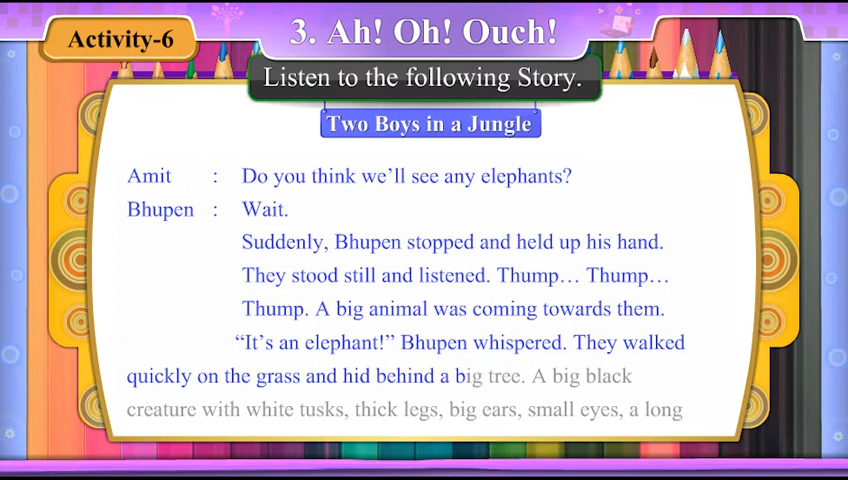 Activity-6
3. Ah! Oh! Ouch!
Listen to the following Story.
Two Boys in a Jungle
Amit : Do you think we'll see any elephants?
Bhupen : Wait.
Suddenly, Bhupen stopped and held up his hand.
They stood still and listened. Thump... Thump...
Thump. A big animal was coming towards them.
“It's an elephant!” Bhupen whispered. They walked
quickly on the grass and hid behind a big tree. A big black
creature with white tusks, thick legs, big ears, small eyes, a long